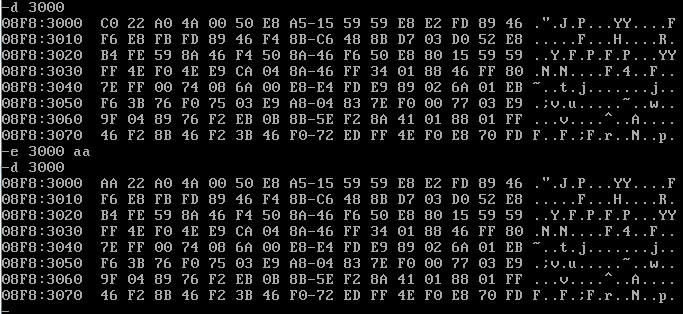 -d 3000
08F8:3000  C0 22 A0 4A 00 50 E8 A5-15 59 59 E8 E2 FD 89 46  .".J.P...YY....F
08F8:3010  F6 E8 FB FD 89 46 F4 8B-C6 48 8B D7 03 D0 52 E8  .....F...H....R.
08F8:3020  B4 FE 59 8A 46 F4 50 8A-46 F6 50 E8 80 15 59 59  ..Y.F.P.F.P...YY
08F8:3030  FF 4E F0 4E E9 CA 04 8A-46 FF 34 01 88 46 FF 80  .N.N....F.4..F..
08F8:3040  7E FF 00 74 08 6A 00 E8-E4 FD E9 89 02 6A 01 EB  ~..t.j.......j..
08F8:3050  F6 3B 76 F0 75 03 E9 A8-04 83 7E F0 00 77 03 E9  .;v.u.....~..w..
08F8:3060  9F 04 89 76 F2 EB 0B 8B-5E F2 8A 41 01 88 01 FF  ...v....^..A....
08F8:3070  46 F2 8B 46 F2 3B 46 F0-72 ED FF 4E F0 E8 70 FD  F..F.;F.r..N..p.
-e 3000 aa
-d 3000
08F8:3000  AA 22 A0 4A 00 50 E8 A5-15 59 59 E8 E2 FD 89 46  .".J.P...YY....F
08F8:3010  F6 E8 FB FD 89 46 F4 8B-C6 48 8B D7 03 D0 52 E8  .....F...H....R.
08F8:3020  B4 FE 59 8A 46 F4 50 8A-46 F6 50 E8 80 15 59 59  ..Y.F.P.F.P...YY
08F8:3030  FF 4E F0 4E E9 CA 04 8A-46 FF 34 01 88 46 FF 80  .N.N....F.4..F..
08F8:3040  7E FF 00 74 08 6A 00 E8-E4 FD E9 89 02 6A 01 EB  ~..t.j.......j..
08F8:3050  F6 3B 76 F0 75 03 E9 A8-04 83 7E F0 00 77 03 E9  .;v.u.....~..w..
08F8:3060  9F 04 89 76 F2 EB 0B 8B-5E F2 8A 41 01 88 01 FF  ...v....^..A....
08F8:3070  46 F2 8B 46 F2 3B 46 F0-72 ED FF 4E F0 E8 70 FD  F..F.;F.r..N..p.
-